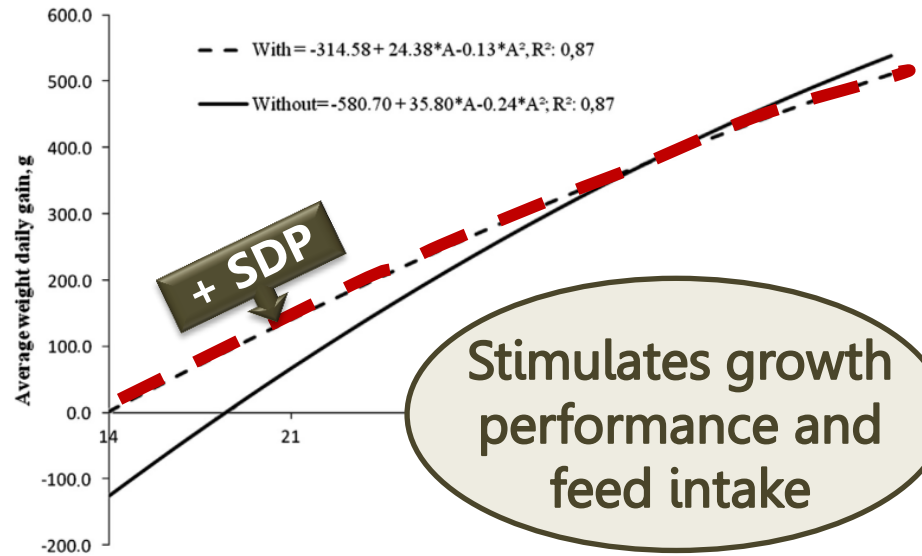 600.0
With = -314.58 + 24.38*A-0.13*A², R²: 0,87
500.0
Without= -580.70 + 35.80*A-0.24*A²; R²: 0,87
400.0
300.0
+ SDP
200.0
100.0
0.0
14
21
-100.0
-200.0
Average weight daily gain, g
Stimulates growth
performance and
feed intake